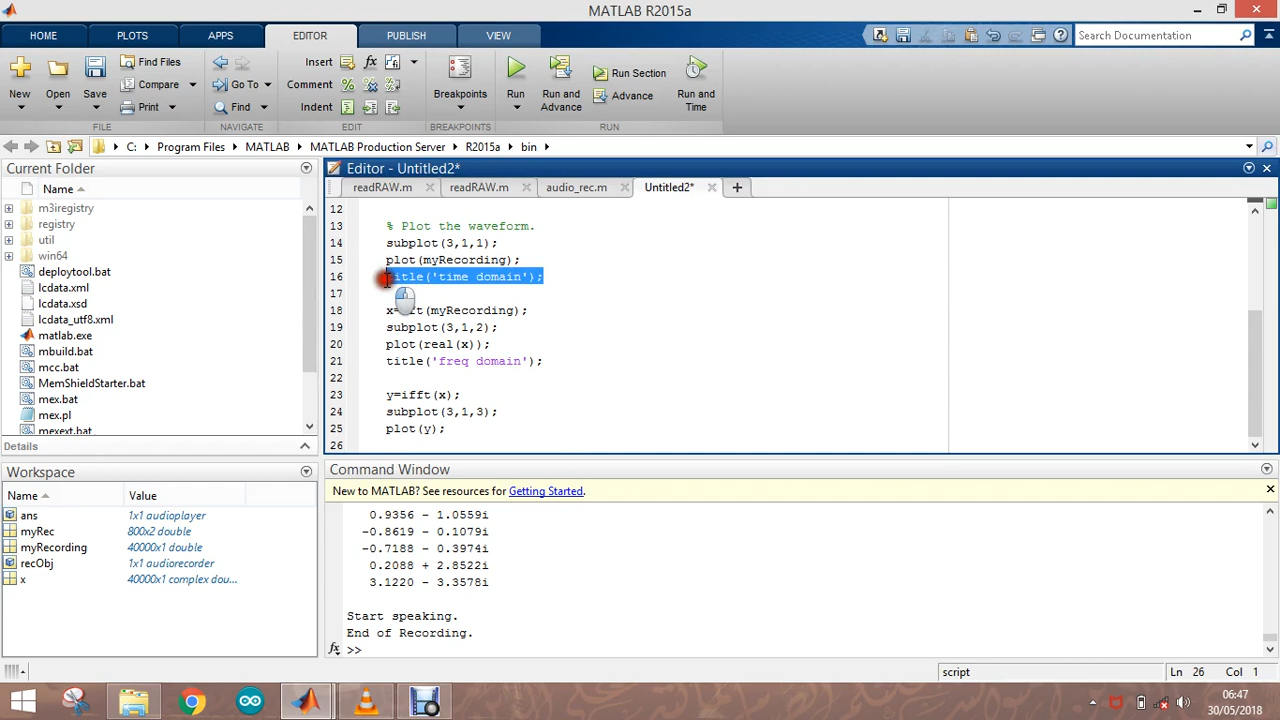 MATLAB R2015a
HOME PLOTS APPS EDITOR PUBLISH VIEW Search Documentation
Find Files Insert fx
New Open Save Compare Go To Comment Breakpoints Run Run and Advance Run Section Advance Run and Time
Print Find Indent
FILE NAVIGATE EDIT BREAKPOINTS RUN
C: Program Files MATLAB MATLAB Production Server R2015a bin
Current Folder
Name
m3iregistry
registry
util
win64
deploytool.bat
lcdata.xml
lcdata.xsd
lcdata_utf8.xml
matlab.exe
mbuild.bat
mcc.bat
MemShieldStarter.bat
mex.bat
mex.pl
mexext.bat
Details
Workspace
Name Value
ans 1x1 audioplayer
myRec 800x2 double
myRecording 40000x1 double
recObj 1x1 audiorecorder
x 40000x1 complex dou...
Editor - Untitled2*
readRAW.m readRAW.m audio_rec.m Untitled2*
12
13 % Plot the waveform.
14 subplot(3,1,1);
15 plot(myRecording);
16 title('time domain');
17
18 x=fft(myRecording);
19 subplot(3,1,2);
20 plot(real(x));
21 title('freq domain');
22
23 y=ifft(x);
24 subplot(3,1,3);
25 plot(y);
26
Command Window
New to MATLAB? See resources for Getting Started.
0.9356 - 1.0559i
-0.8619 - 0.1079i
-0.7188 - 0.3974i
0.2088 + 2.8522i
3.1220 - 3.3578i
Start speaking.
End of Recording.
fx >>
script Ln 26 Col 1
06:47
30/05/2018